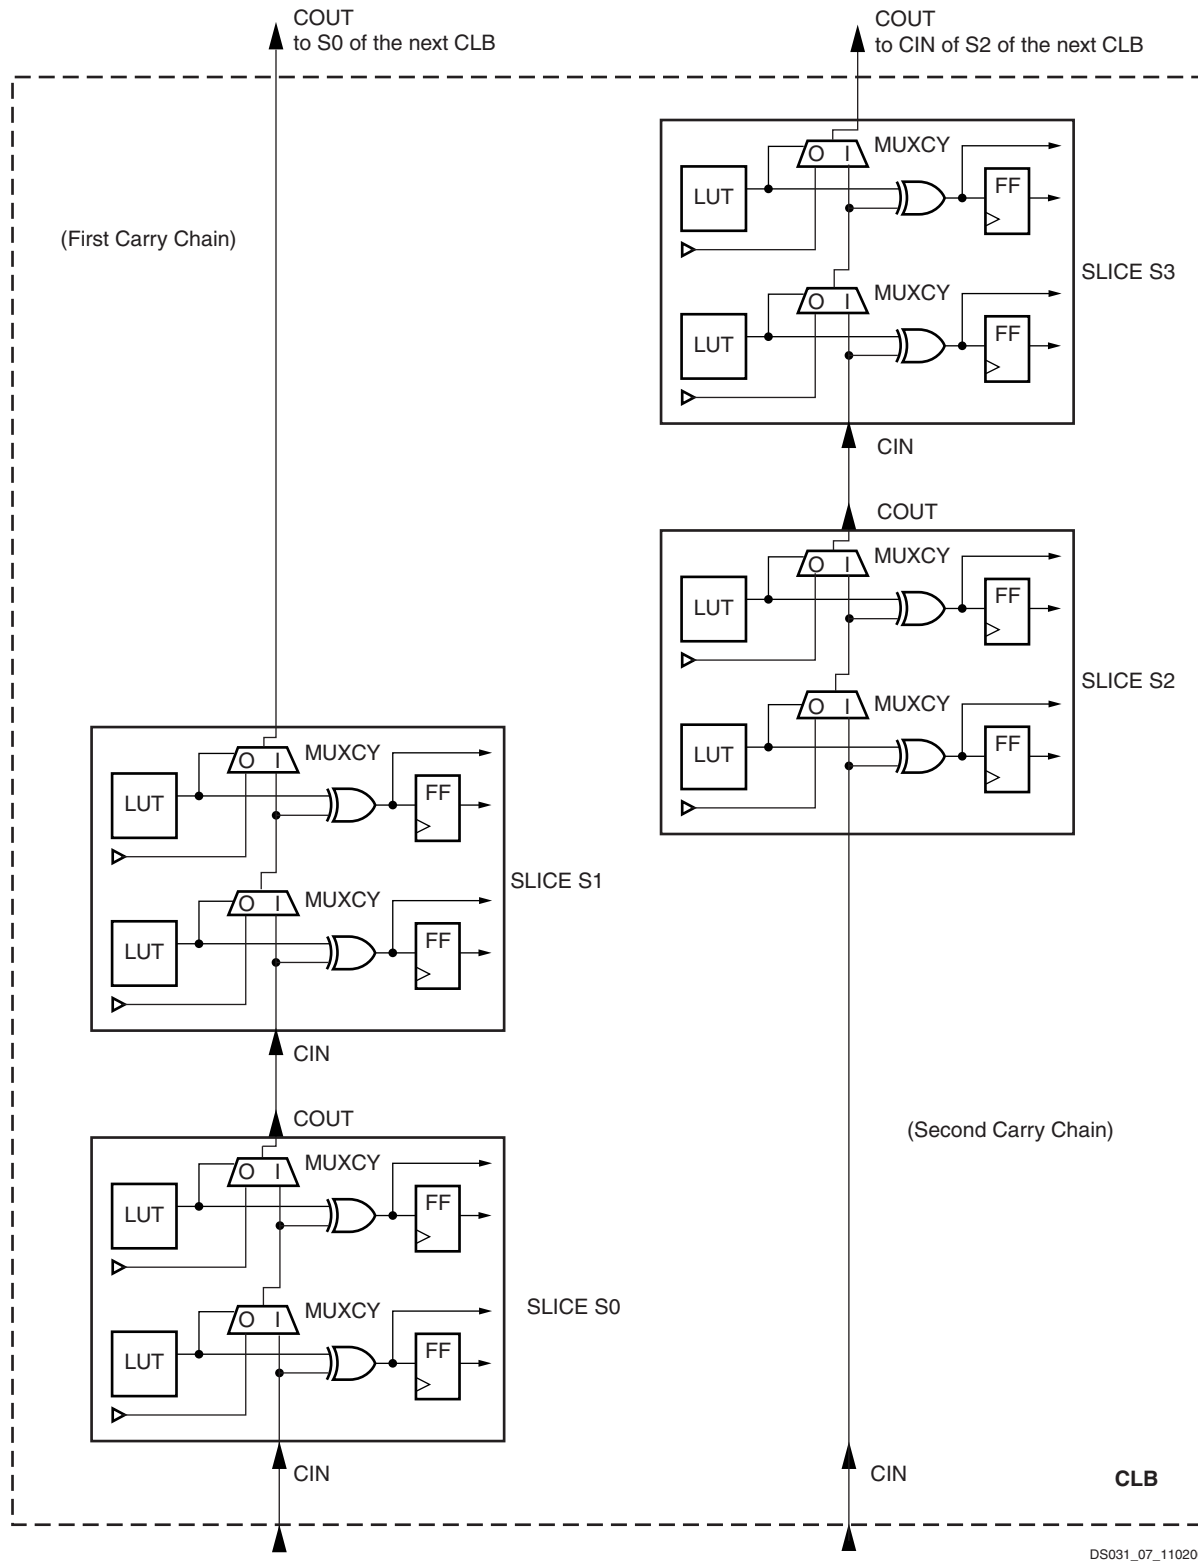 COUT
to S0 of the next CLB
COUT
to CIN of S2 of the next CLB
(First Carry Chain)
O I MUXCY
LUT
FF
SLICE S3
O I MUXCY
LUT
FF
CIN
COUT
O I MUXCY
LUT
FF
SLICE S2
O I MUXCY
LUT
FF
O I MUXCY
LUT
FF
SLICE S1
O I MUXCY
LUT
FF
CIN
COUT
(Second Carry Chain)
O I MUXCY
LUT
FF
SLICE S0
O I MUXCY
LUT
FF
CIN
CIN
CLB
DS031_07_11020